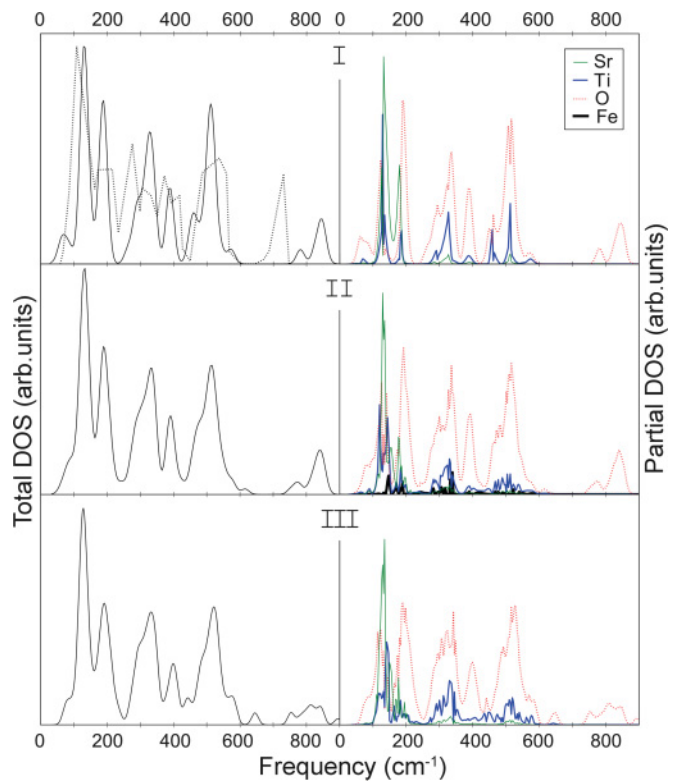 0 200 400 600 800 0 200 400 600 800
I
Sr
Ti
O
Fe
II
III
Total DOS (arb.units)
Partial DOS (arb.units)
0 200 400 600 800 0 200 400 600 800
Frequency (cm⁻¹)